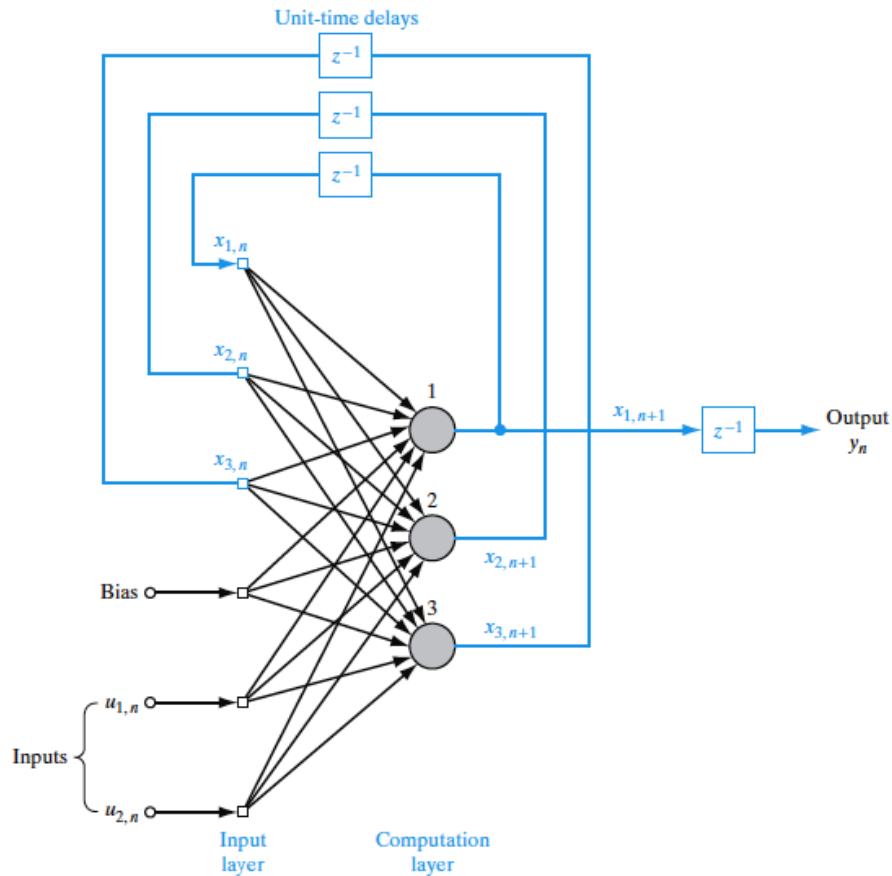 Unit-time delays
z⁻¹
z⁻¹
z⁻¹
x₁,ₙ
x₂,ₙ
1
x₁,ₙ₊₁
z⁻¹
Output
yₙ
x₃,ₙ
2
x₂,ₙ₊₁
Bias
3
x₃,ₙ₊₁
u₁,ₙ
Inputs
u₂,ₙ
Input
layer
Computation
layer